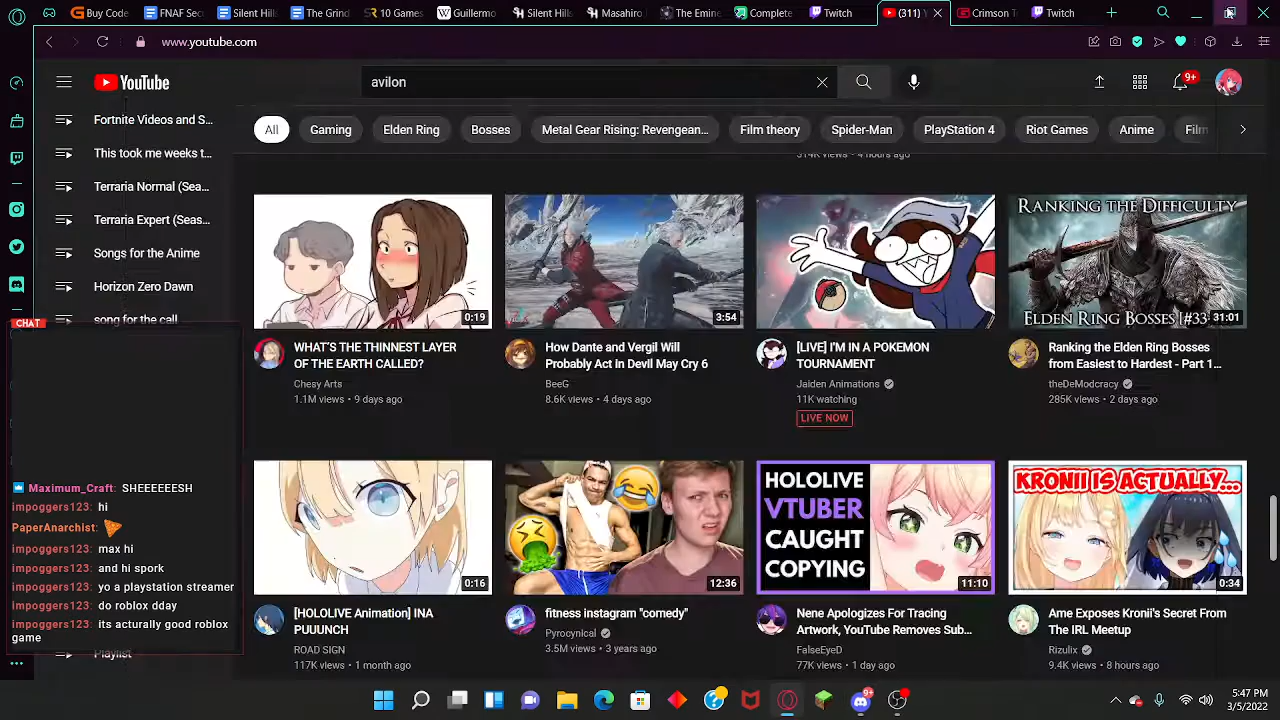 Buy Code
FNAF Sec
Silent Hill
The Grind
10 Games
Guillermo
Silent Hills
Masahiro
The Emine
Complete
Twitch
(311) Y
Crimson T
Twitch
www.youtube.com
YouTube
avilon
9+
Fortnite Videos and S...
This took me weeks t...
Terraria Normal (Sea...
Terraria Expert (Seas...
Songs for the Anime
Horizon Zero Dawn
song for the call
All
Gaming
Elden Ring
Bosses
Metal Gear Rising: Revengean...
Film theory
Spider-Man
PlayStation 4
Riot Games
Anime
Film
314K views • 4 hours ago
0:19
WHAT'S THE THINNEST LAYER
OF THE EARTH CALLED?
Chesy Arts
1.1M views • 9 days ago
3:54
How Dante and Vergil Will
Probably Act in Devil May Cry 6
BeeG
8.6K views • 4 days ago
[LIVE] I'M IN A POKEMON
TOURNAMENT
Jaiden Animations
11K watching
LIVE NOW
RANKING THE DIFFICULTY
ELDEN RING BOSSES [#33-
31:01
Ranking the Elden Ring Bosses
from Easiest to Hardest - Part 1...
theDeModcracy
285K views • 2 days ago
0:16
[HOLOLIVE Animation] INA
PUUUNCH
ROAD SIGN
117K views • 1 month ago
12:36
fitness instagram "comedy"
Pyrocynical
3.5M views • 3 years ago
HOLOLIVE
VTUBER
CAUGHT
COPYING
11:10
Nene Apologizes For Tracing
Artwork, YouTube Removes Sub...
FalseEyeD
77K views • 1 day ago
KRONII IS ACTUALLY...
0:34
Ame Exposes Kronii's Secret From
The IRL Meetup
Rizulix
9.4K views • 8 hours ago
CHAT
Maximum_Craft: SHEEEEESH
impoggers123: hi
PaperAnarchist:
impoggers123: max hi
impoggers123: and hi spork
impoggers123: yo a playstation streamer
impoggers123: do roblox dday
impoggers123: its acturally good roblox
game
Playlist
9+
5:47 PM
3/5/2022